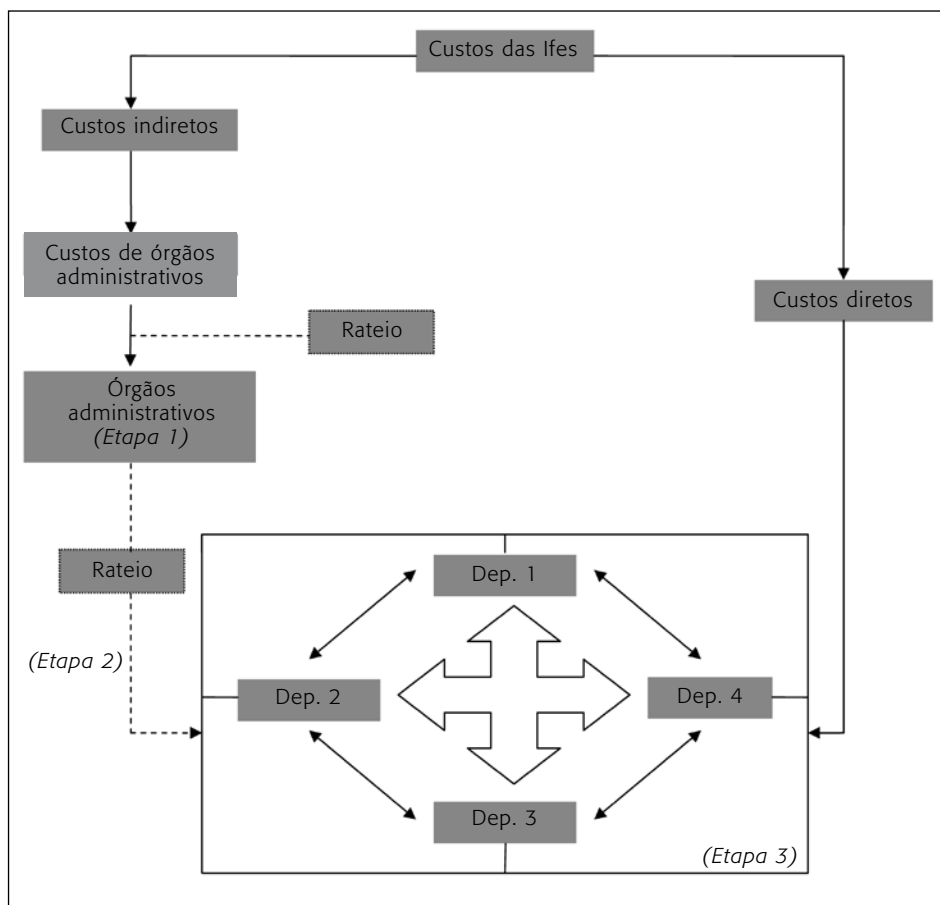 Custos das Ifes
Custos indiretos
Custos de órgãos
administrativos
Custos diretos
Rateio
Órgãos
administrativos
(Etapa 1)
Rateio
Dep. 1
(Etapa 2)
Dep. 2
Dep. 4
Dep. 3
(Etapa 3)